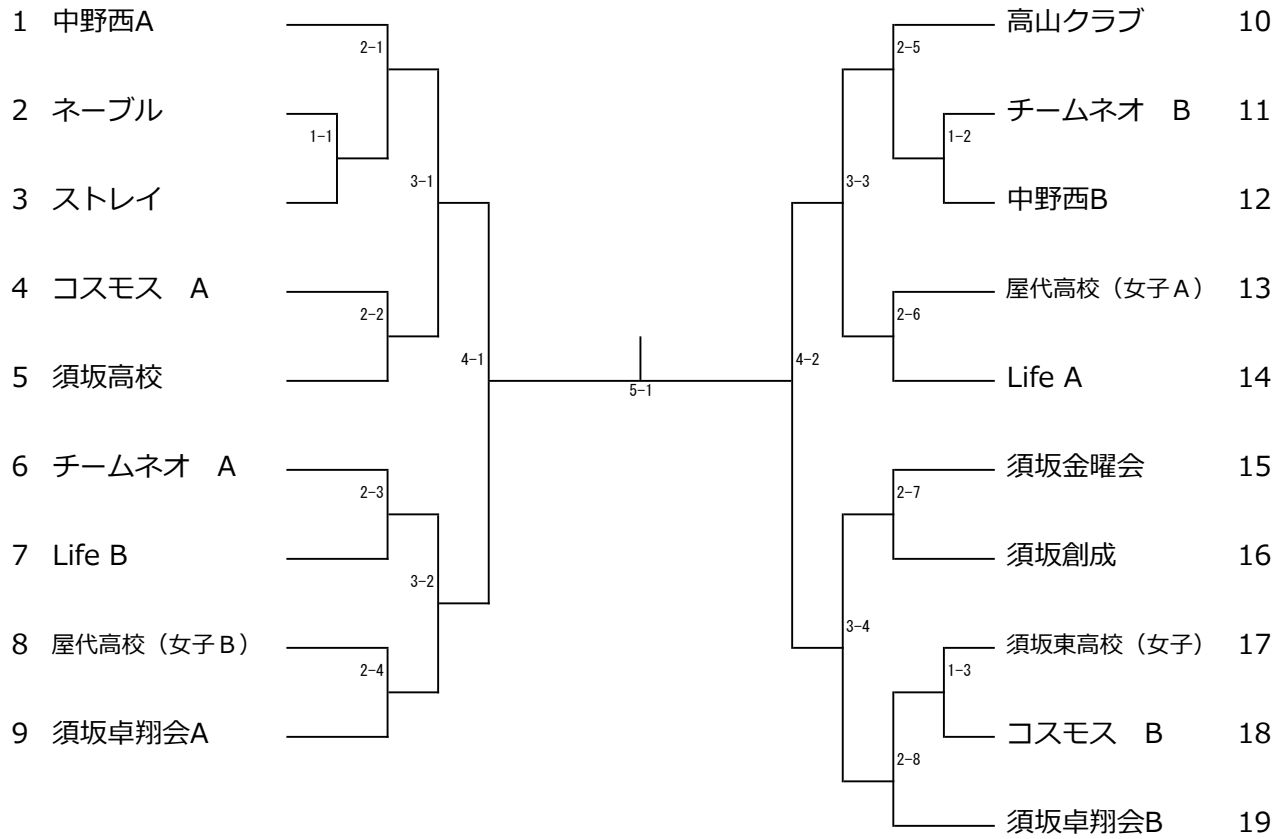 1 中野西A
2-1
2 ネーブル
1-1
3 ストレイ
3-1
4 コスモス　A
2-2
5 須坂高校
4-1
6 チームネオ　A
2-3
7 Life B
3-2
8 屋代高校（女子Ｂ）
2-4
9 須坂卓翔会A
5-1
高山クラブ 10
2-5
チームネオ　B 11
1-2
3-3
中野西B 12
屋代高校（女子Ａ） 13
2-6
4-2
Life A 14
須坂金曜会 15
2-7
須坂創成 16
3-4
須坂東高校（女子） 17
1-3
コスモス　B 18
2-8
須坂卓翔会B 19